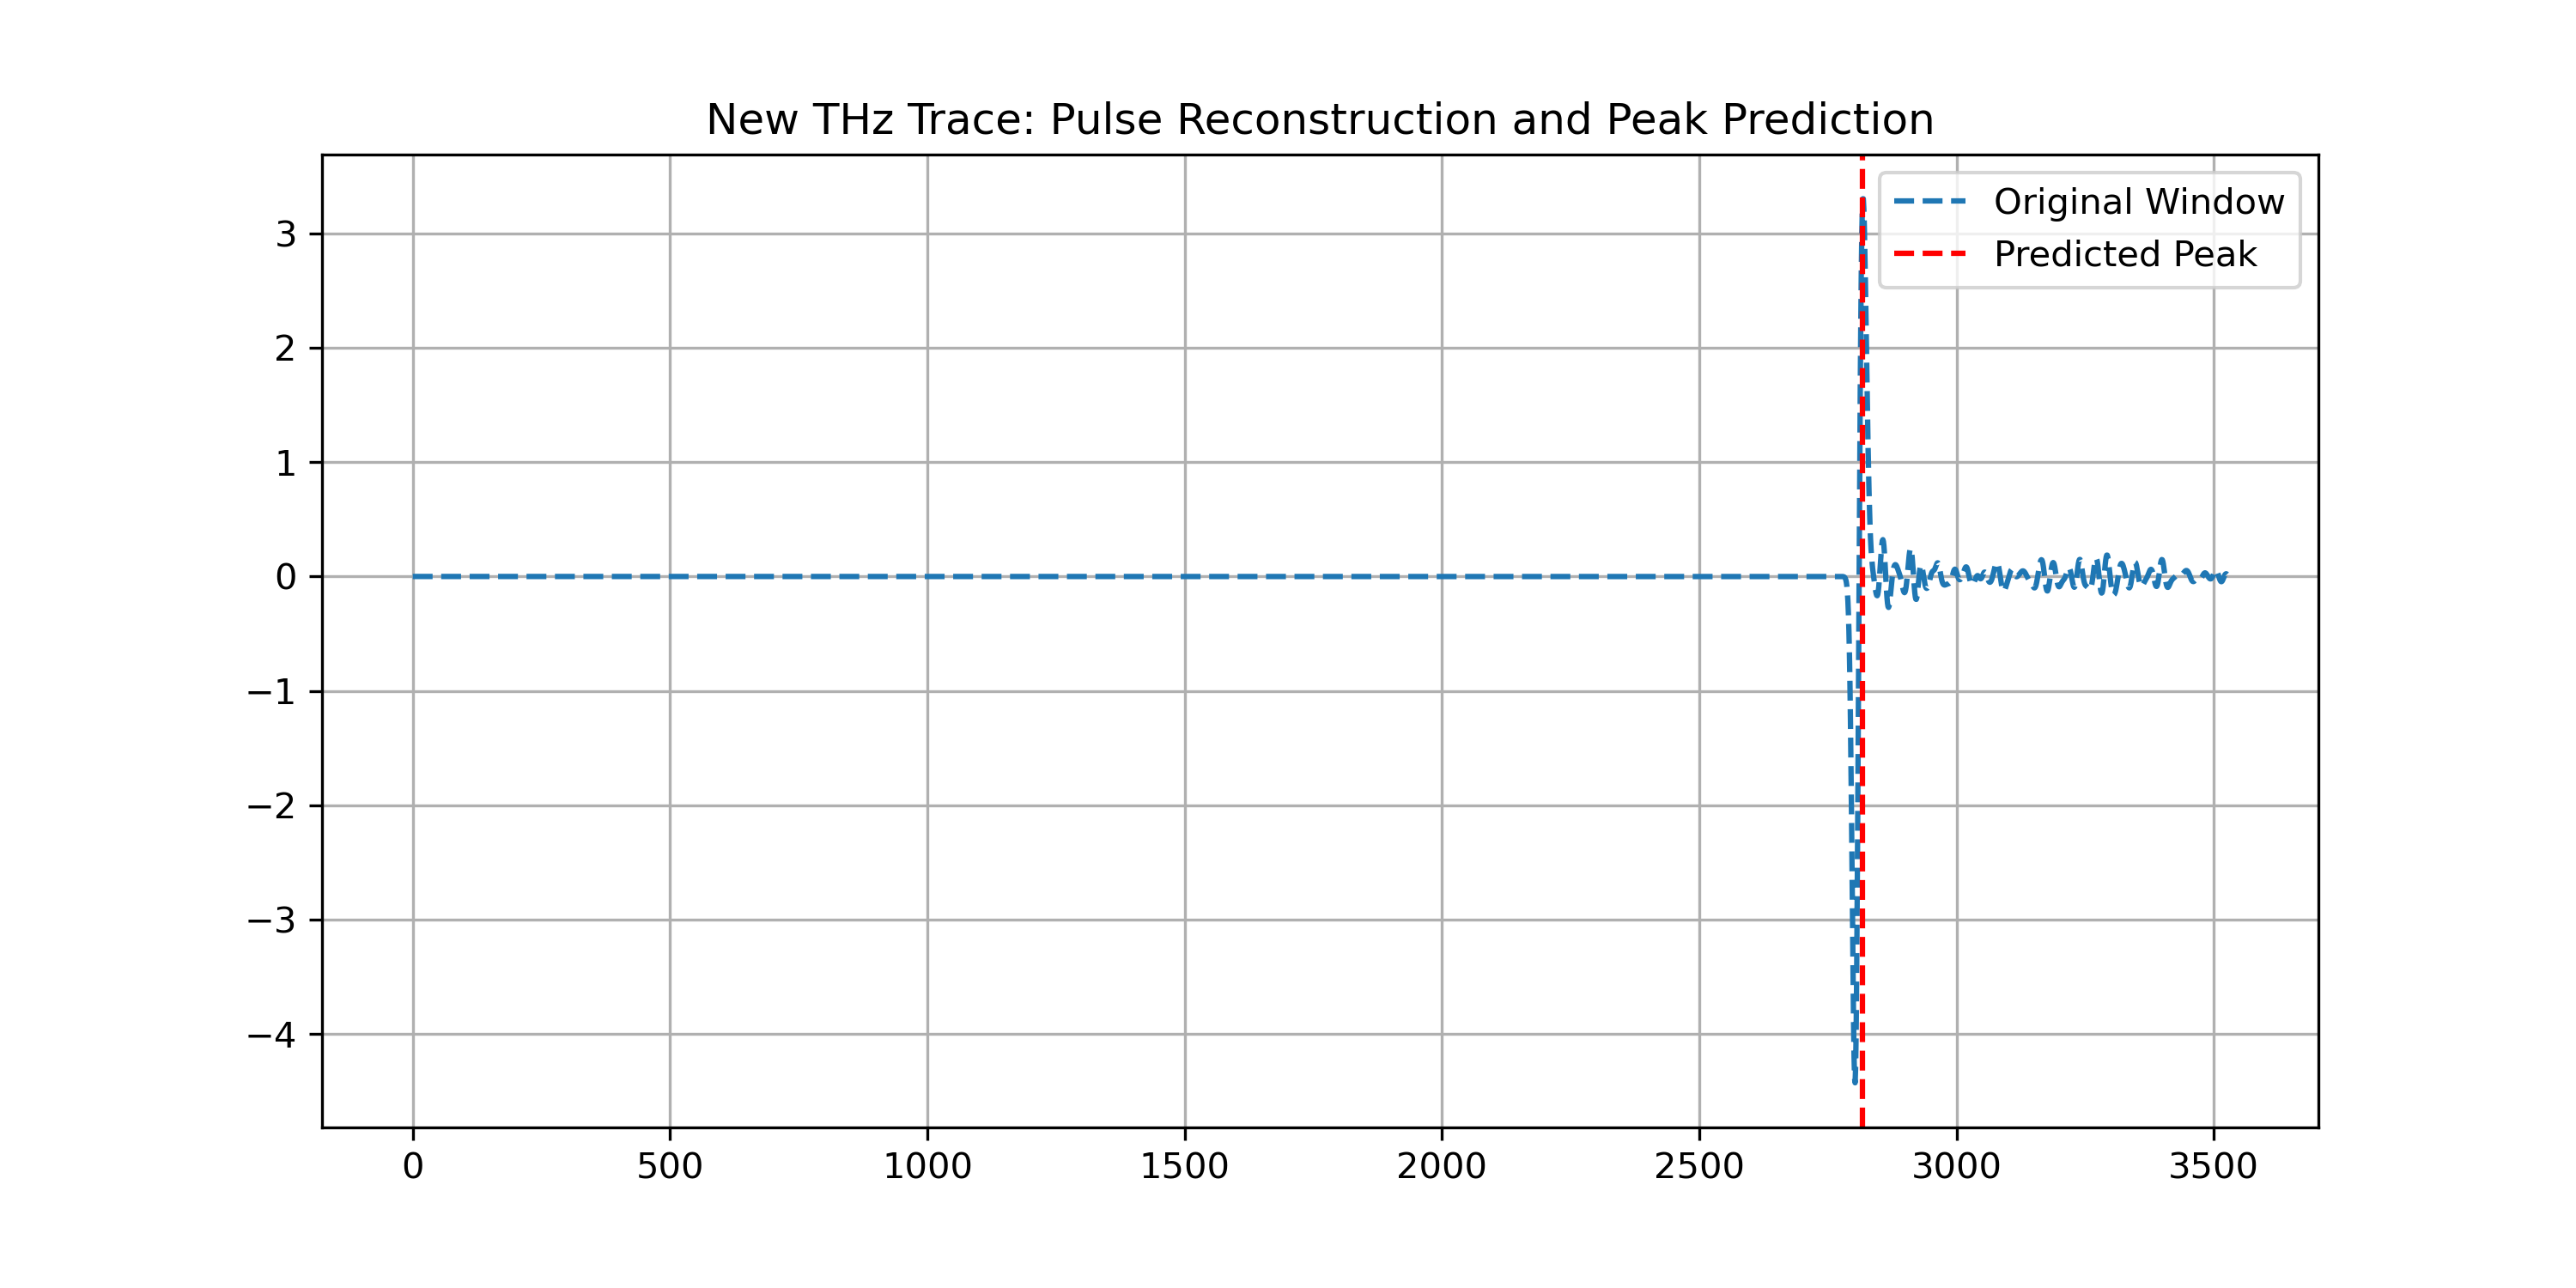 New THz Trace: Pulse Reconstruction and Peak Prediction
Original Window
Predicted Peak
3
2
1
0
−1
−2
−3
−4
0 500 1000 1500 2000 2500 3000 3500